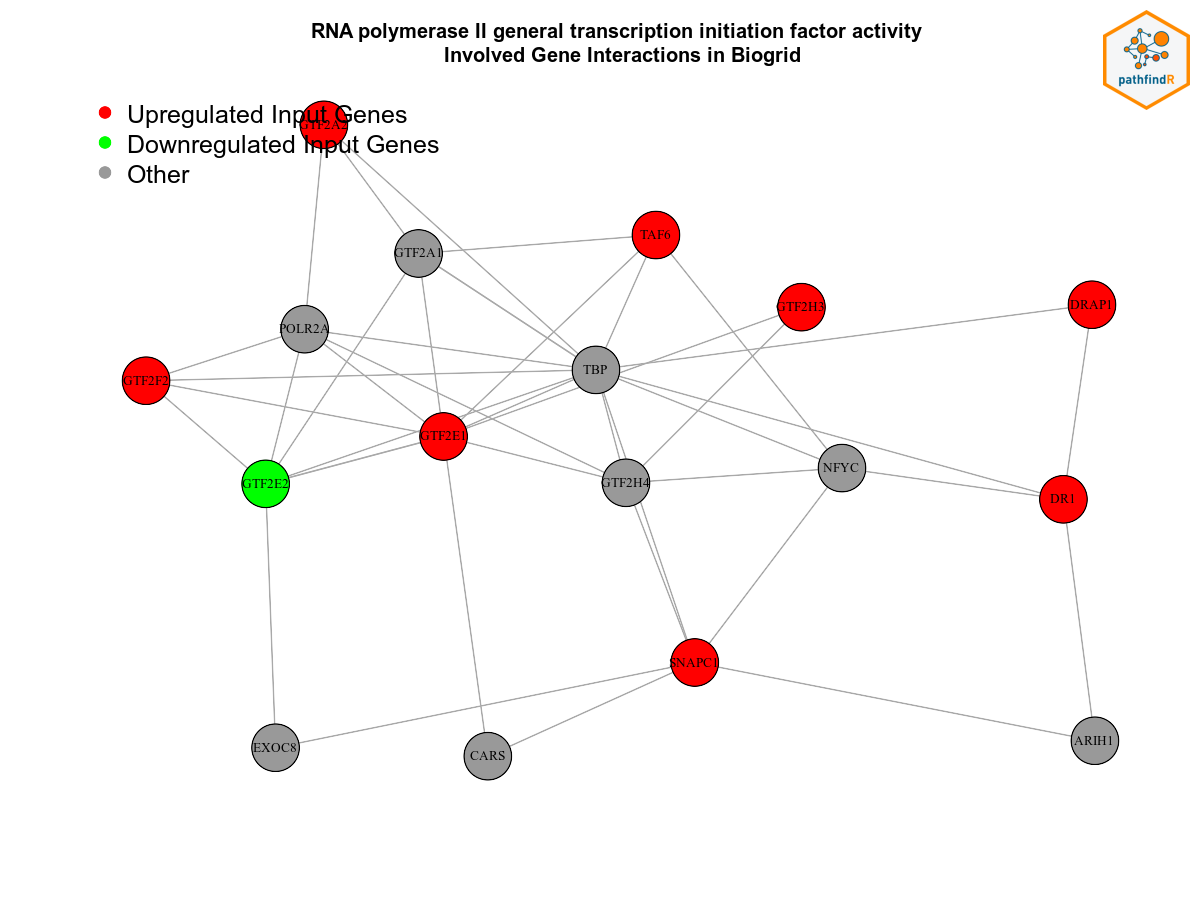 RNA polymerase II general transcription initiation factor activity
Involved Gene Interactions in Biogrid
pathfindR
Upregulated Input Genes
GTF2A2
Downregulated Input Genes
Other
TAF6
GTF2A1
GTF2H3
DRAP1
POLR2A
TBP
GTF2F2
GTF2E1
NFYC
GTF2E2
GTF2H4
DR1
SNAPC1
EXOC8
CARS
ARIH1